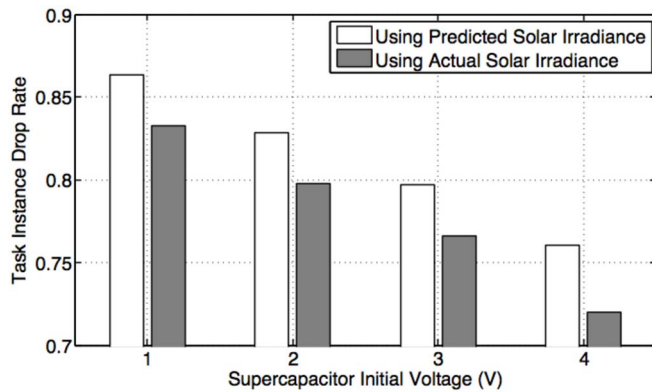 0.9
Using Predicted Solar Irradiance
Using Actual Solar Irradiance
0.85
0.8
0.75
0.7
Task Instance Drop Rate
1 2 3 4
Supercapacitor Initial Voltage (V)